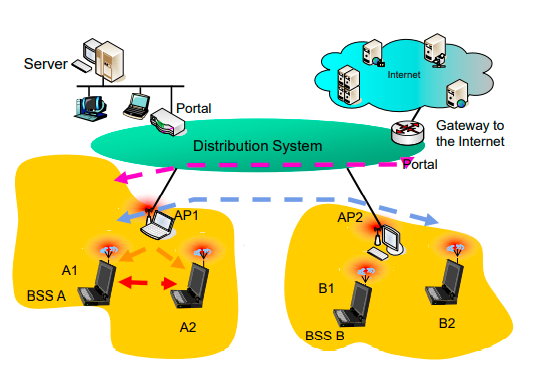 Server
Internet
Portal
Gateway to
the Internet
Distribution System
Portal
AP1
AP2
A1
BSS A
A2
B1
B2
BSS B